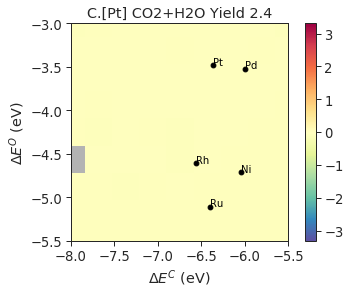 C.[Pt] CO2+H2O Yield 2.4
−3.0
−3.5
−4.0
−4.5
−5.0
−5.5
ΔE^O (eV)
Pt
Pd
Rh
Ni
Ru
−8.0 −7.5 −7.0 −6.5 −6.0 −5.5
ΔE^C (eV)
3
2
1
0
−1
−2
−3